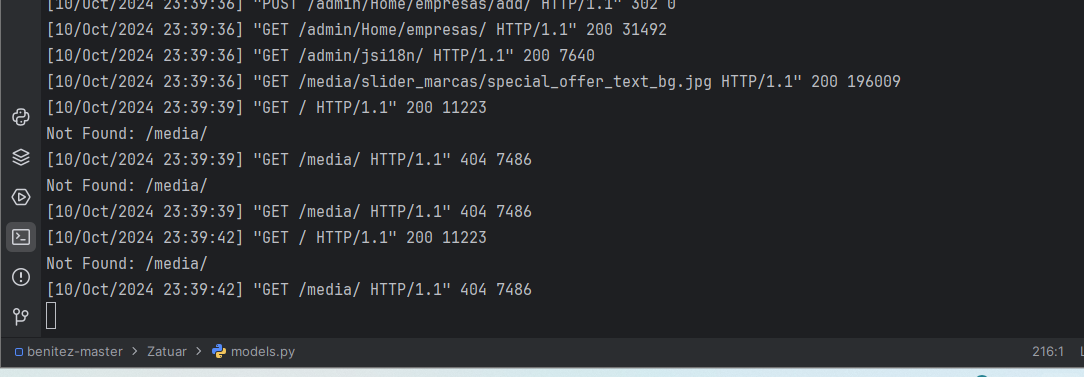 [10/Oct/2024 23:39:36] "POST /admin/Home/empresas/add/ HTTP/1.1" 302 0
[10/Oct/2024 23:39:36] "GET /admin/Home/empresas/ HTTP/1.1" 200 31492
[10/Oct/2024 23:39:36] "GET /admin/jsi18n/ HTTP/1.1" 200 7640
[10/Oct/2024 23:39:36] "GET /media/slider_marcas/special_offer_text_bg.jpg HTTP/1.1" 200 196009
[10/Oct/2024 23:39:39] "GET / HTTP/1.1" 200 11223
Not Found: /media/
[10/Oct/2024 23:39:39] "GET /media/ HTTP/1.1" 404 7486
Not Found: /media/
[10/Oct/2024 23:39:39] "GET /media/ HTTP/1.1" 404 7486
[10/Oct/2024 23:39:42] "GET / HTTP/1.1" 200 11223
Not Found: /media/
[10/Oct/2024 23:39:42] "GET /media/ HTTP/1.1" 404 7486
benitez-master > Zatuar > models.py 216:1